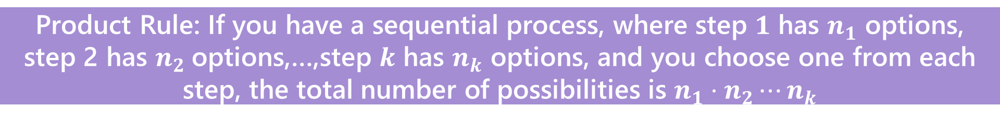 Product Rule: If you have a sequential process, where step 1 has n₁ options,
step 2 has n₂ options,…,step k has nₖ options, and you choose one from each
step, the total number of possibilities is n₁ · n₂ ⋯ nₖ